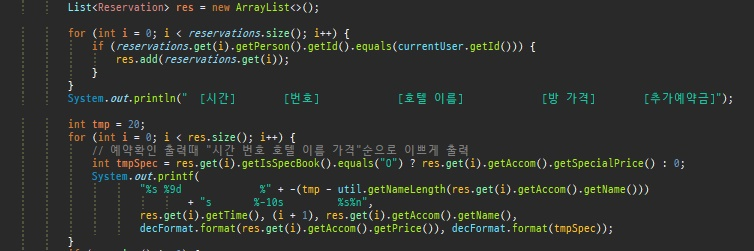 List<Reservation> res = new ArrayList<>();
for (int i = 0; i < reservations.size(); i++) {
if (reservations.get(i).getPerson().getId().equals(currentUser.getId())) {
res.add(reservations.get(i));
}
}
System.out.println("  [시간]       [번호]           [호텔 이름]           [방 가격]       [추가예약금]");
int tmp = 20;
for (int i = 0; i < res.size(); i++) {
// 예약확인 출력때 "시간 번호 호텔 이름 가격"순으로 이쁘게 출력
int tmpSpec = res.get(i).getIsSpecBook().equals("O") ? res.get(i).getAccom().getSpecialPrice() : 0;
System.out.printf(
"%s %9d             %" + -(tmp - util.getNameLength(res.get(i).getAccom().getName()))
+ "s       %-10s          %s%n",
res.get(i).getTime(), (i + 1), res.get(i).getAccom().getName(),
decFormat.format(res.get(i).getAccom().getPrice()), decFormat.format(tmpSpec));
}